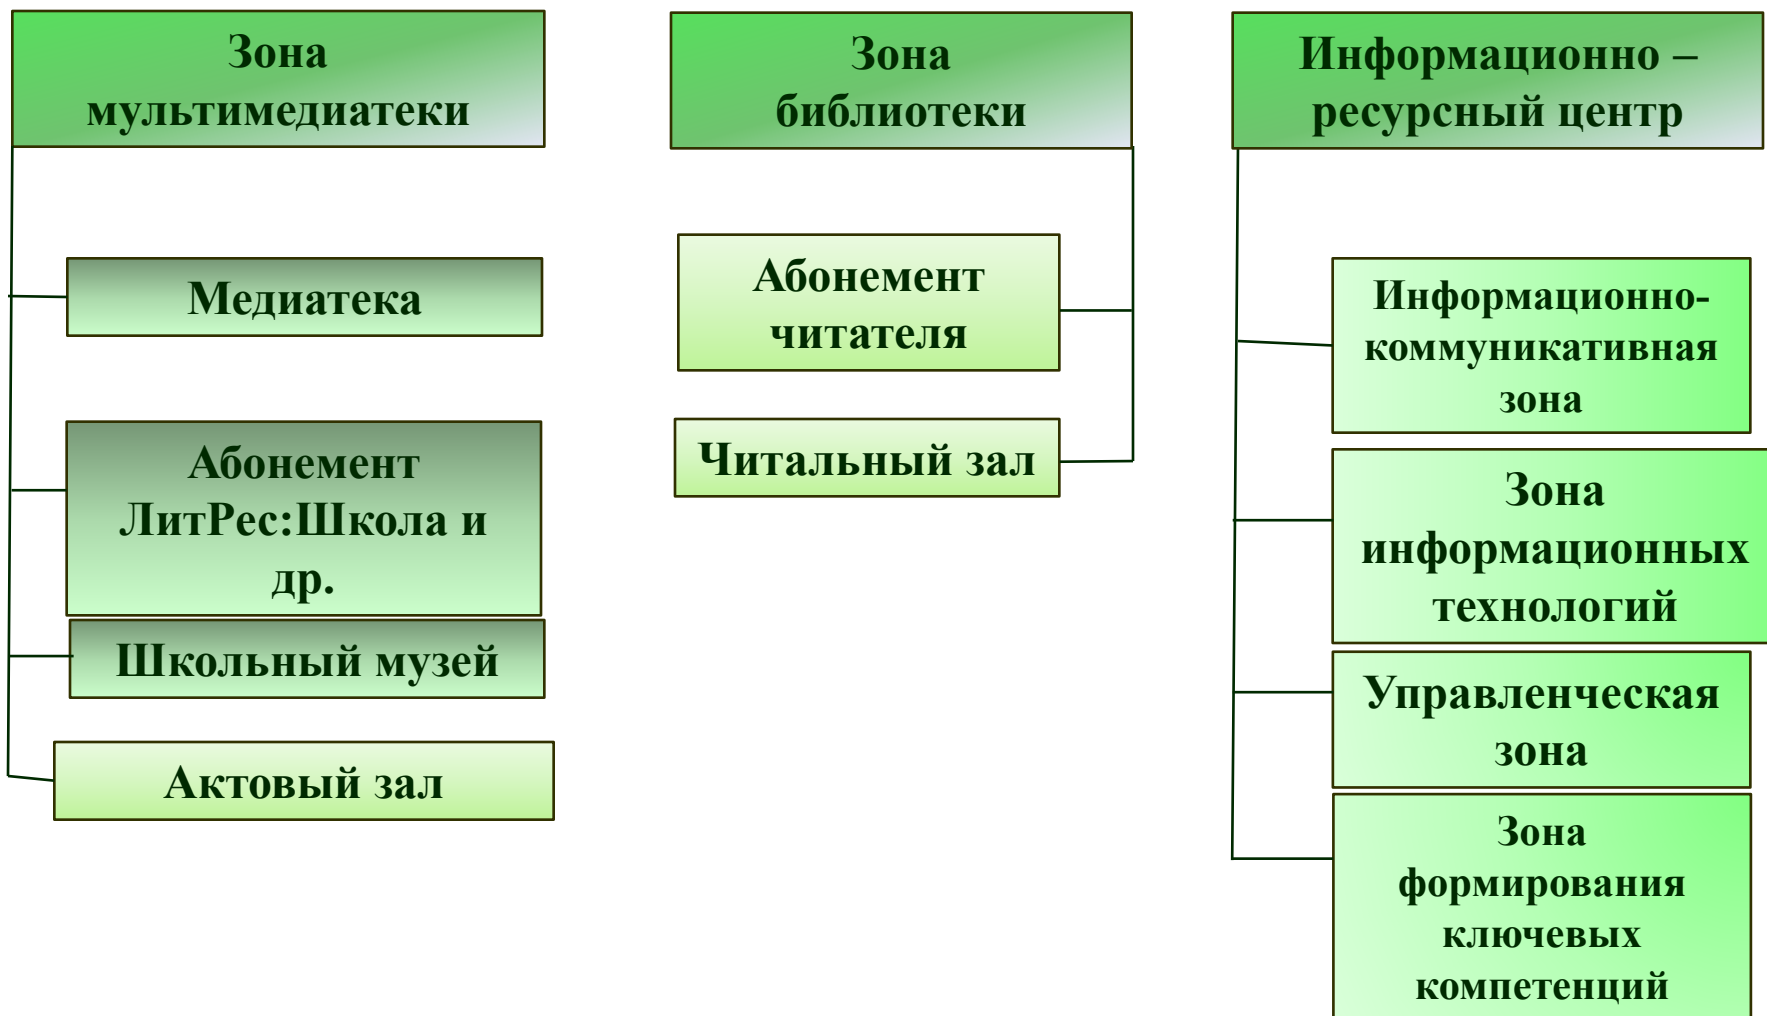 Зона
мультимедиатеки
Медиатека
Абонемент
ЛитРес:Школа и
др.
Школьный музей
Актовый зал
Зона
библиотеки
Абонемент
читателя
Читальный зал
Информационно –
ресурсный центр
Информационно-
коммуникативная
зона
Зона
информационных
технологий
Управленческая
зона
Зона
формирования
ключевых
компетенций